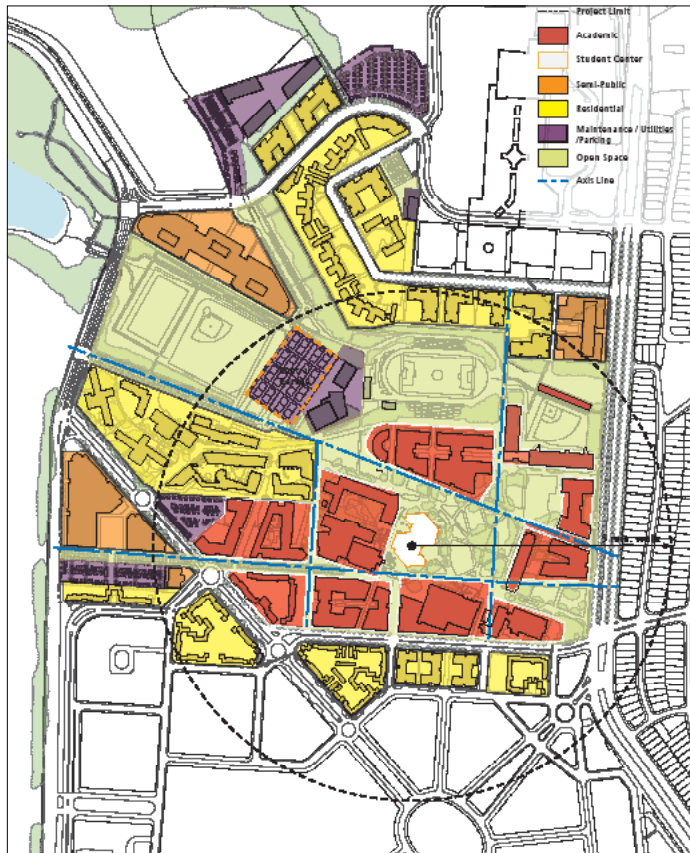 Project Limit
Academic
Student Center
Semi-Public
Residential
Maintenance / Utilities
/Parking
Open Space
Axis Line